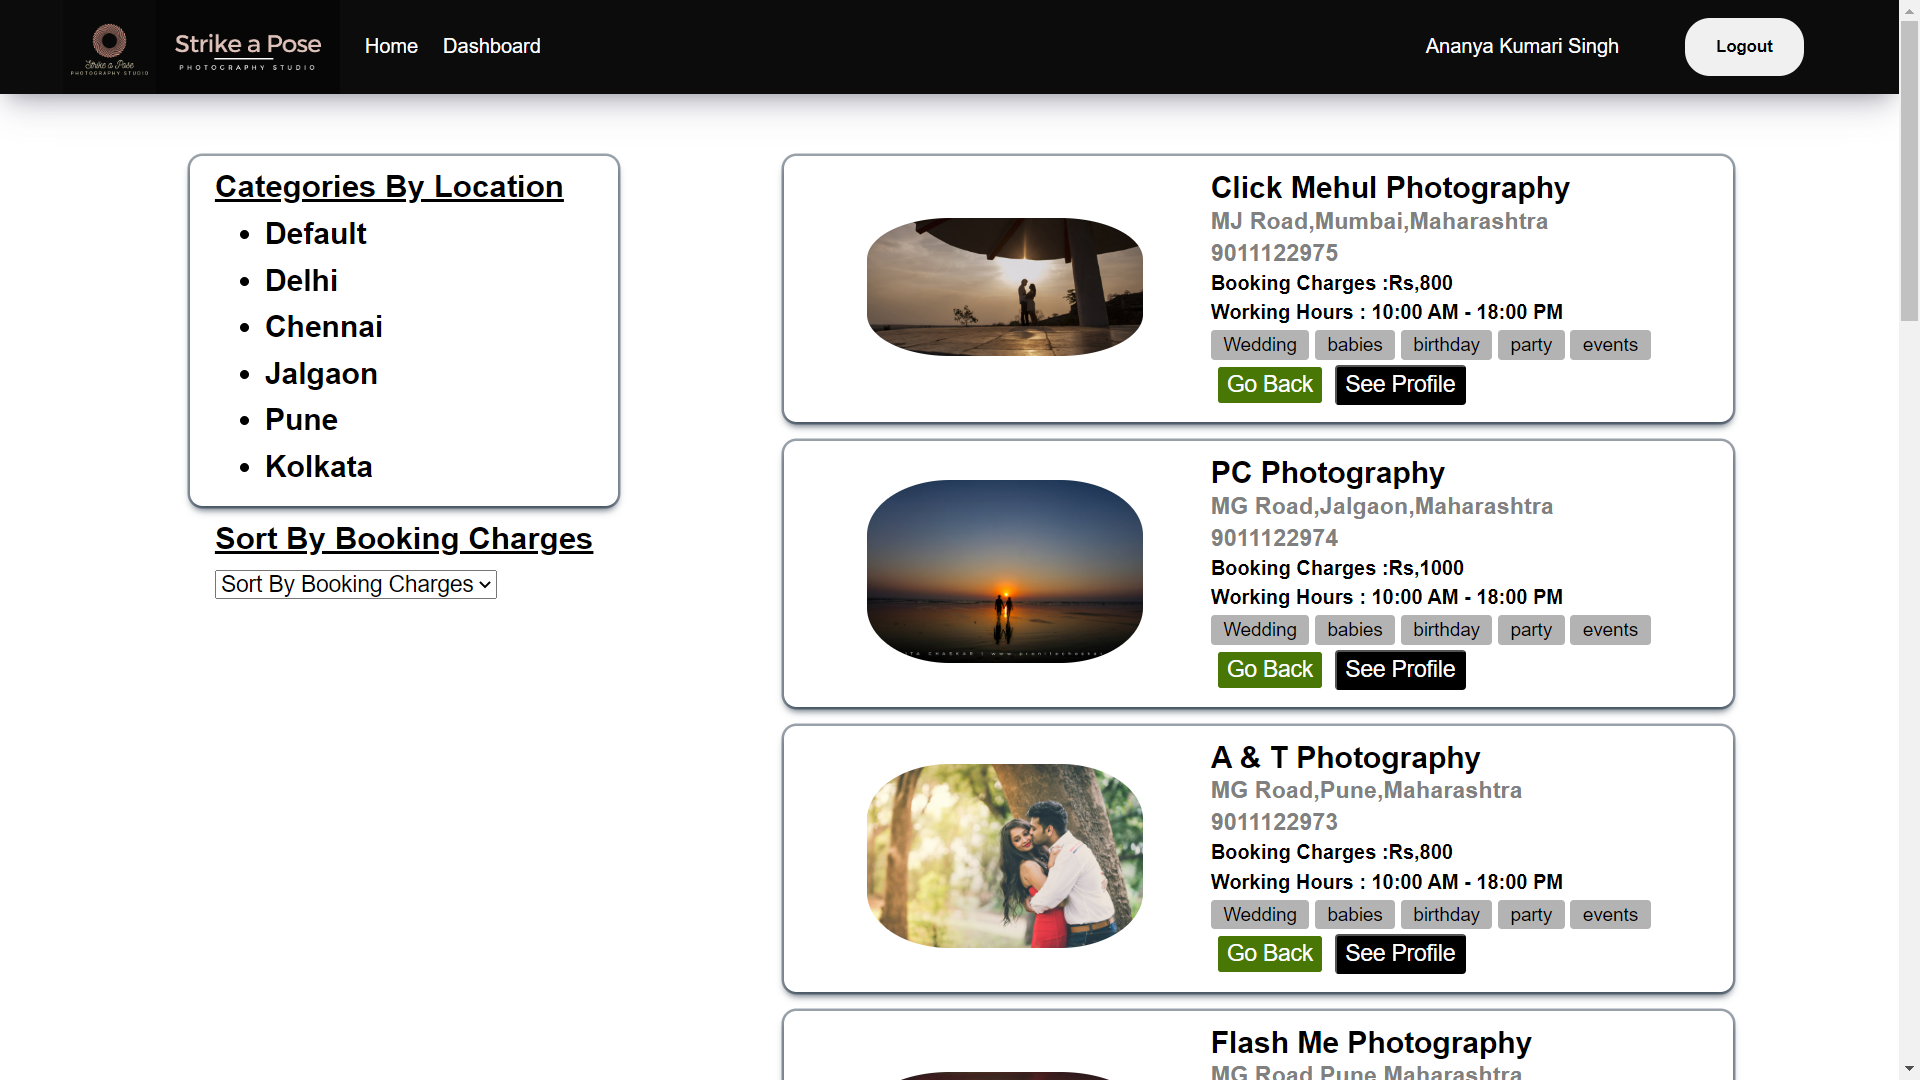 Strike a Pose
PHOTOGRAPHY STUDIO
Strike a Pose
PHOTOGRAPHY STUDIO
Home
Dashboard
Ananya Kumari Singh
Logout
Categories By Location
Default
Delhi
Chennai
Jalgaon
Pune
Kolkata
Sort By Booking Charges
Sort By Booking Charges
Click Mehul Photography
MJ Road,Mumbai,Maharashtra
9011122975
Booking Charges :Rs,800
Working Hours : 10:00 AM - 18:00 PM
Wedding babies birthday party events
Go Back See Profile
PC Photography
MG Road,Jalgaon,Maharashtra
9011122974
Booking Charges :Rs,1000
Working Hours : 10:00 AM - 18:00 PM
Wedding babies birthday party events
Go Back See Profile
A & T Photography
MG Road,Pune,Maharashtra
9011122973
Booking Charges :Rs,800
Working Hours : 10:00 AM - 18:00 PM
Wedding babies birthday party events
Go Back See Profile
Flash Me Photography
MG Road,Pune,Maharashtra